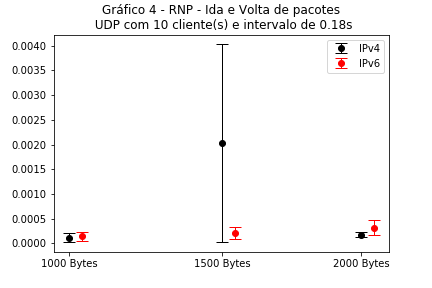 Gráfico 4 - RNP - Ida e Volta de pacotes
UDP com 10 cliente(s) e intervalo de 0.18s
IPv4
IPv6
0.0040
0.0035
0.0030
0.0025
0.0020
0.0015
0.0010
0.0005
0.0000
1000 Bytes
1500 Bytes
2000 Bytes